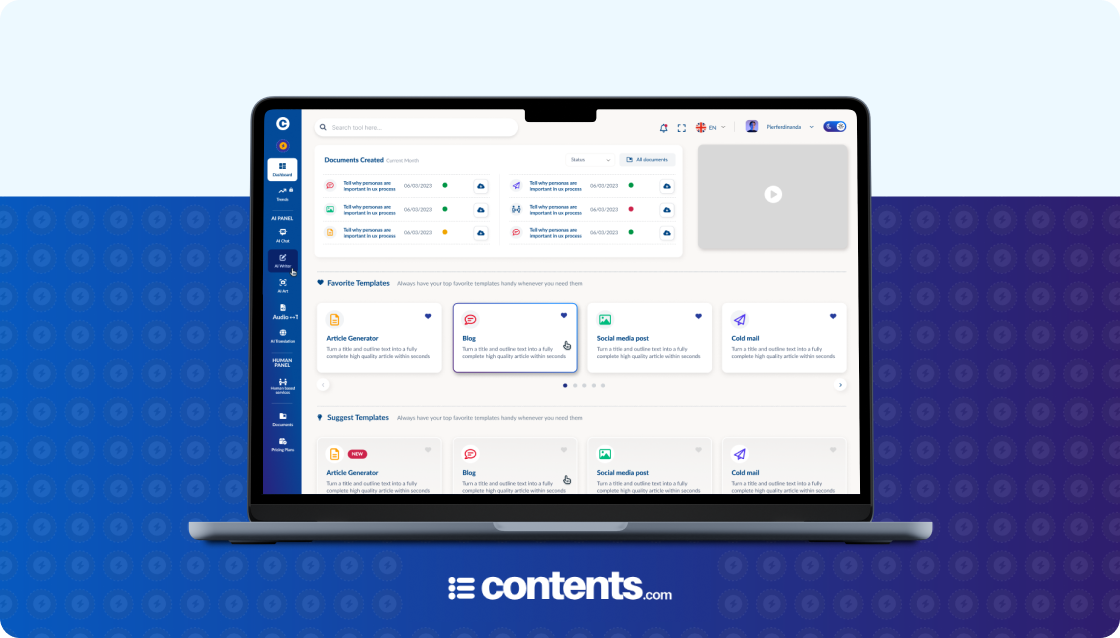 Search tool here...
EN
Pierferdinando
Documents Created Current Month
Status
All documents
Tell why personas are
important in ux process
06/03/2023
Tell why personas are
important in ux process
06/03/2023
Tell why personas are
important in ux process
06/03/2023
Tell why personas are
important in ux process
06/03/2023
Tell why personas are
important in ux process
06/03/2023
Tell why personas are
important in ux process
06/03/2023
Dashboard
Trends
AI PANEL
AI Chat
AI Writer
AI Art
AI Translation
HUMAN
PANEL
Human based
services
Documents
Pricing Plans
Favorite Templates Always have your top favorite templates handy whenever you need them
Article Generator
Turn a title and outline text into a fully
complete high quality article within seconds
Blog
Turn a title and outline text into a fully
complete high quality article within seconds
Social media post
Turn a title and outline text into a fully
complete high quality article within seconds
Cold mail
Turn a title and outline text into a fully
complete high quality article within seconds
Suggest Templates Always have your top favorite templates handy whenever you need them
NEW
Article Generator
Turn a title and outline text into a fully
complete high quality article within seconds
Blog
Turn a title and outline text into a fully
complete high quality article within seconds
Social media post
Turn a title and outline text into a fully
complete high quality article within seconds
Cold mail
Turn a title and outline text into a fully
complete high quality article within seconds
contents.com